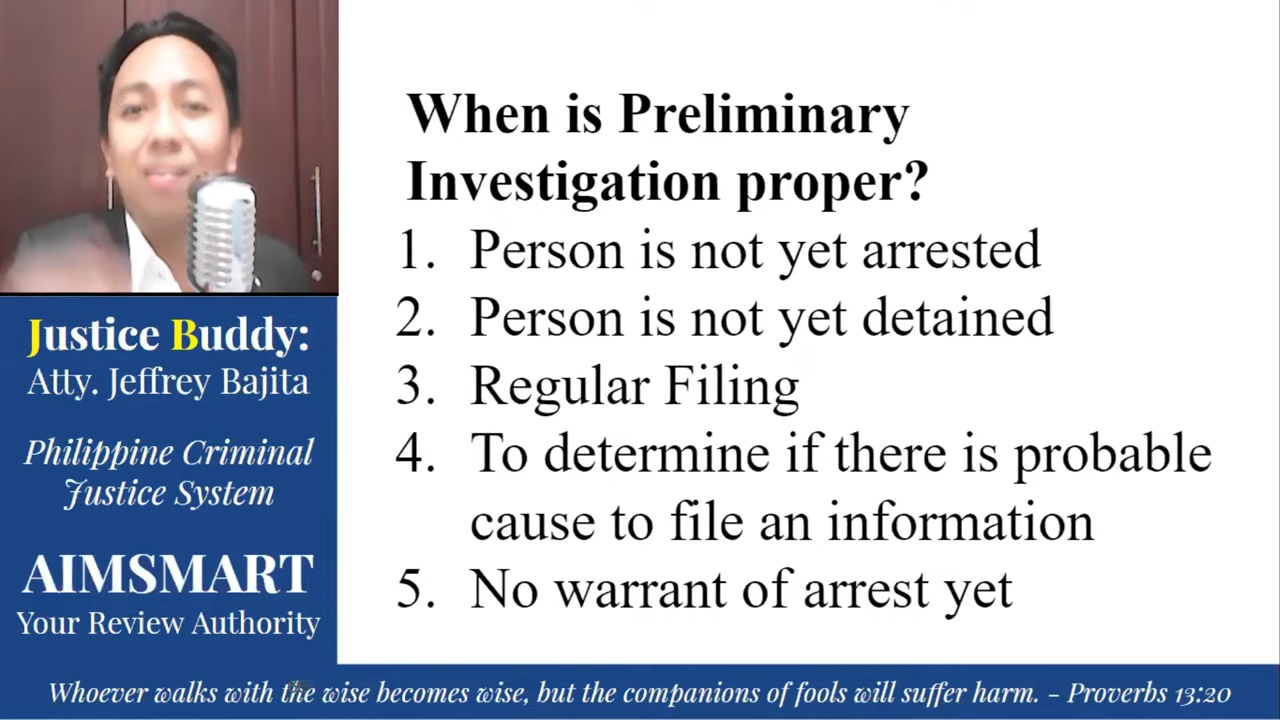 When is Preliminary
Investigation proper?
1. Person is not yet arrested
2. Person is not yet detained
3. Regular Filing
4. To determine if there is probable
cause to file an information
5. No warrant of arrest yet
Justice Buddy:
Atty. Jeffrey Bajita
Philippine Criminal
Justice System
AIMSMART
Your Review Authority
Whoever walks with the wise becomes wise, but the companions of fools will suffer harm. – Proverbs 13:20